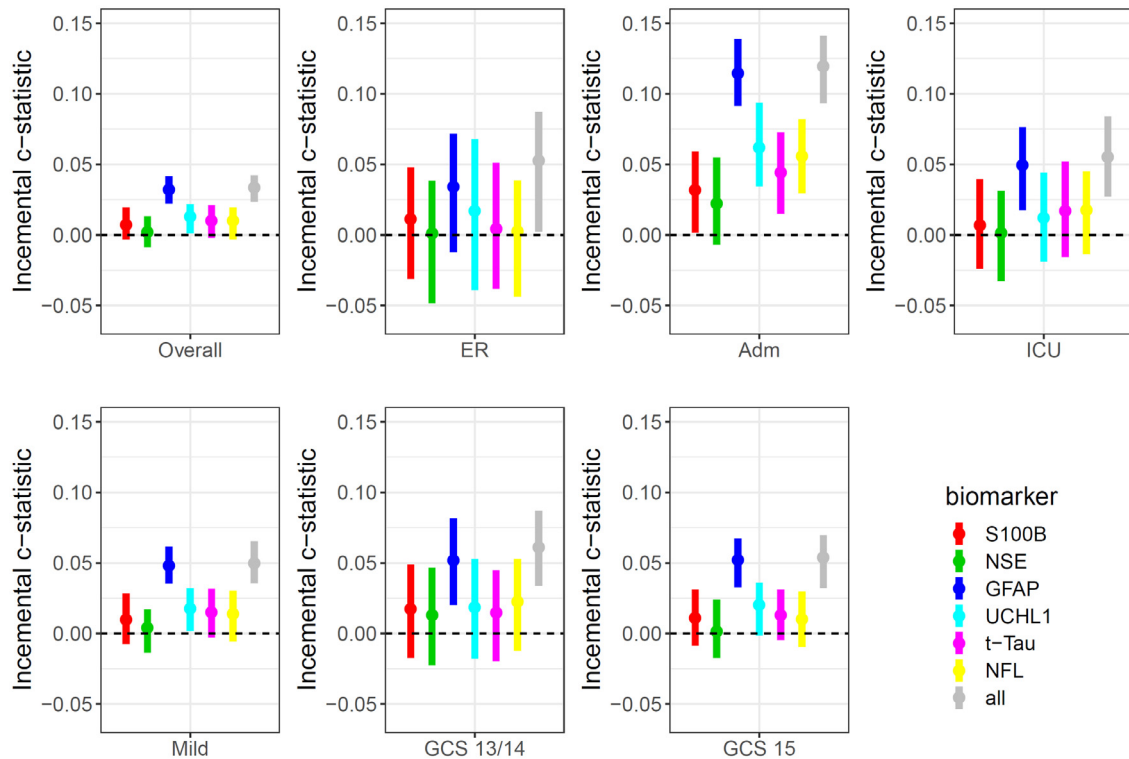 Incemental c−statistic
0.15
0.10
0.05
0.00
−0.05
Overall
Incemental c−statistic
0.15
0.10
0.05
0.00
−0.05
ER
Incemental c−statistic
0.15
0.10
0.05
0.00
−0.05
Adm
Incemental c−statistic
0.15
0.10
0.05
0.00
−0.05
ICU
Incemental c−statistic
0.15
0.10
0.05
0.00
−0.05
Mild
Incemental c−statistic
0.15
0.10
0.05
0.00
−0.05
GCS 13/14
Incemental c−statistic
0.15
0.10
0.05
0.00
−0.05
GCS 15
biomarker
S100B
NSE
GFAP
UCHL1
t−Tau
NFL
all